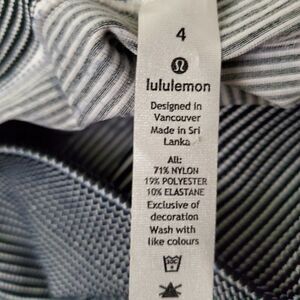 4
lululemon
Designed in
Vancouver
Made in Sri
Lanka
All:
71% NYLON
19% POLYESTER
10% ELASTANE
Exclusive of
decoration
Wash with
like colours